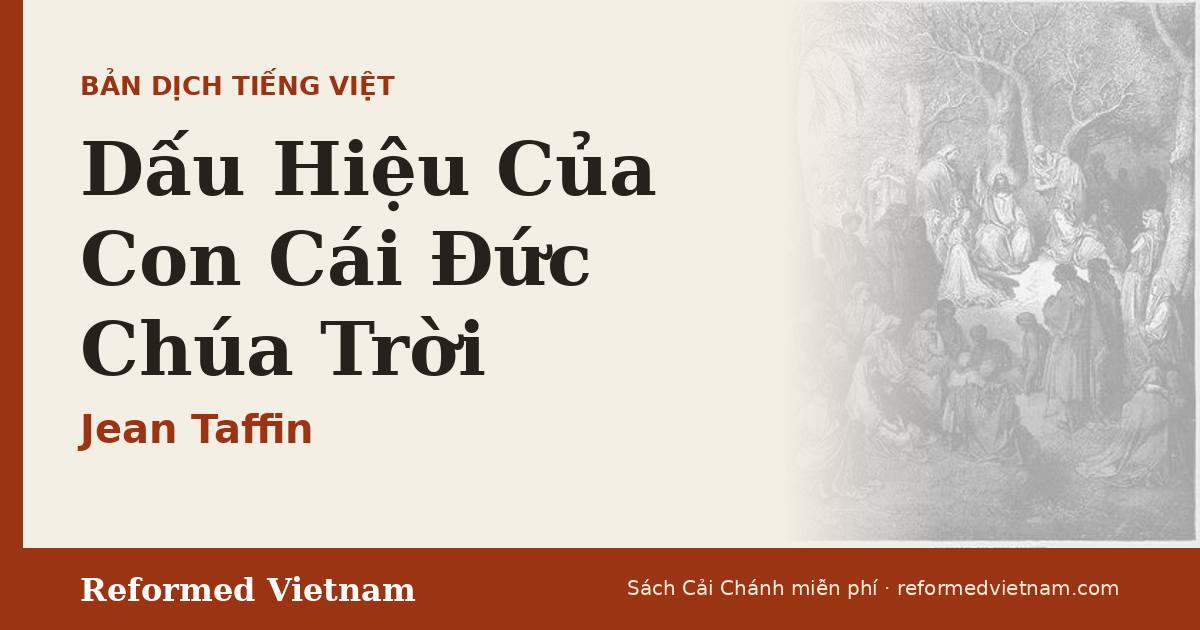 BẢN DỊCH TIẾNG VIỆT
Dấu Hiệu Của
Con Cái Đức
Chúa Trời
Jean Taffin
Reformed Vietnam
Sách Cải Chánh miễn phí · reformedvietnam.com